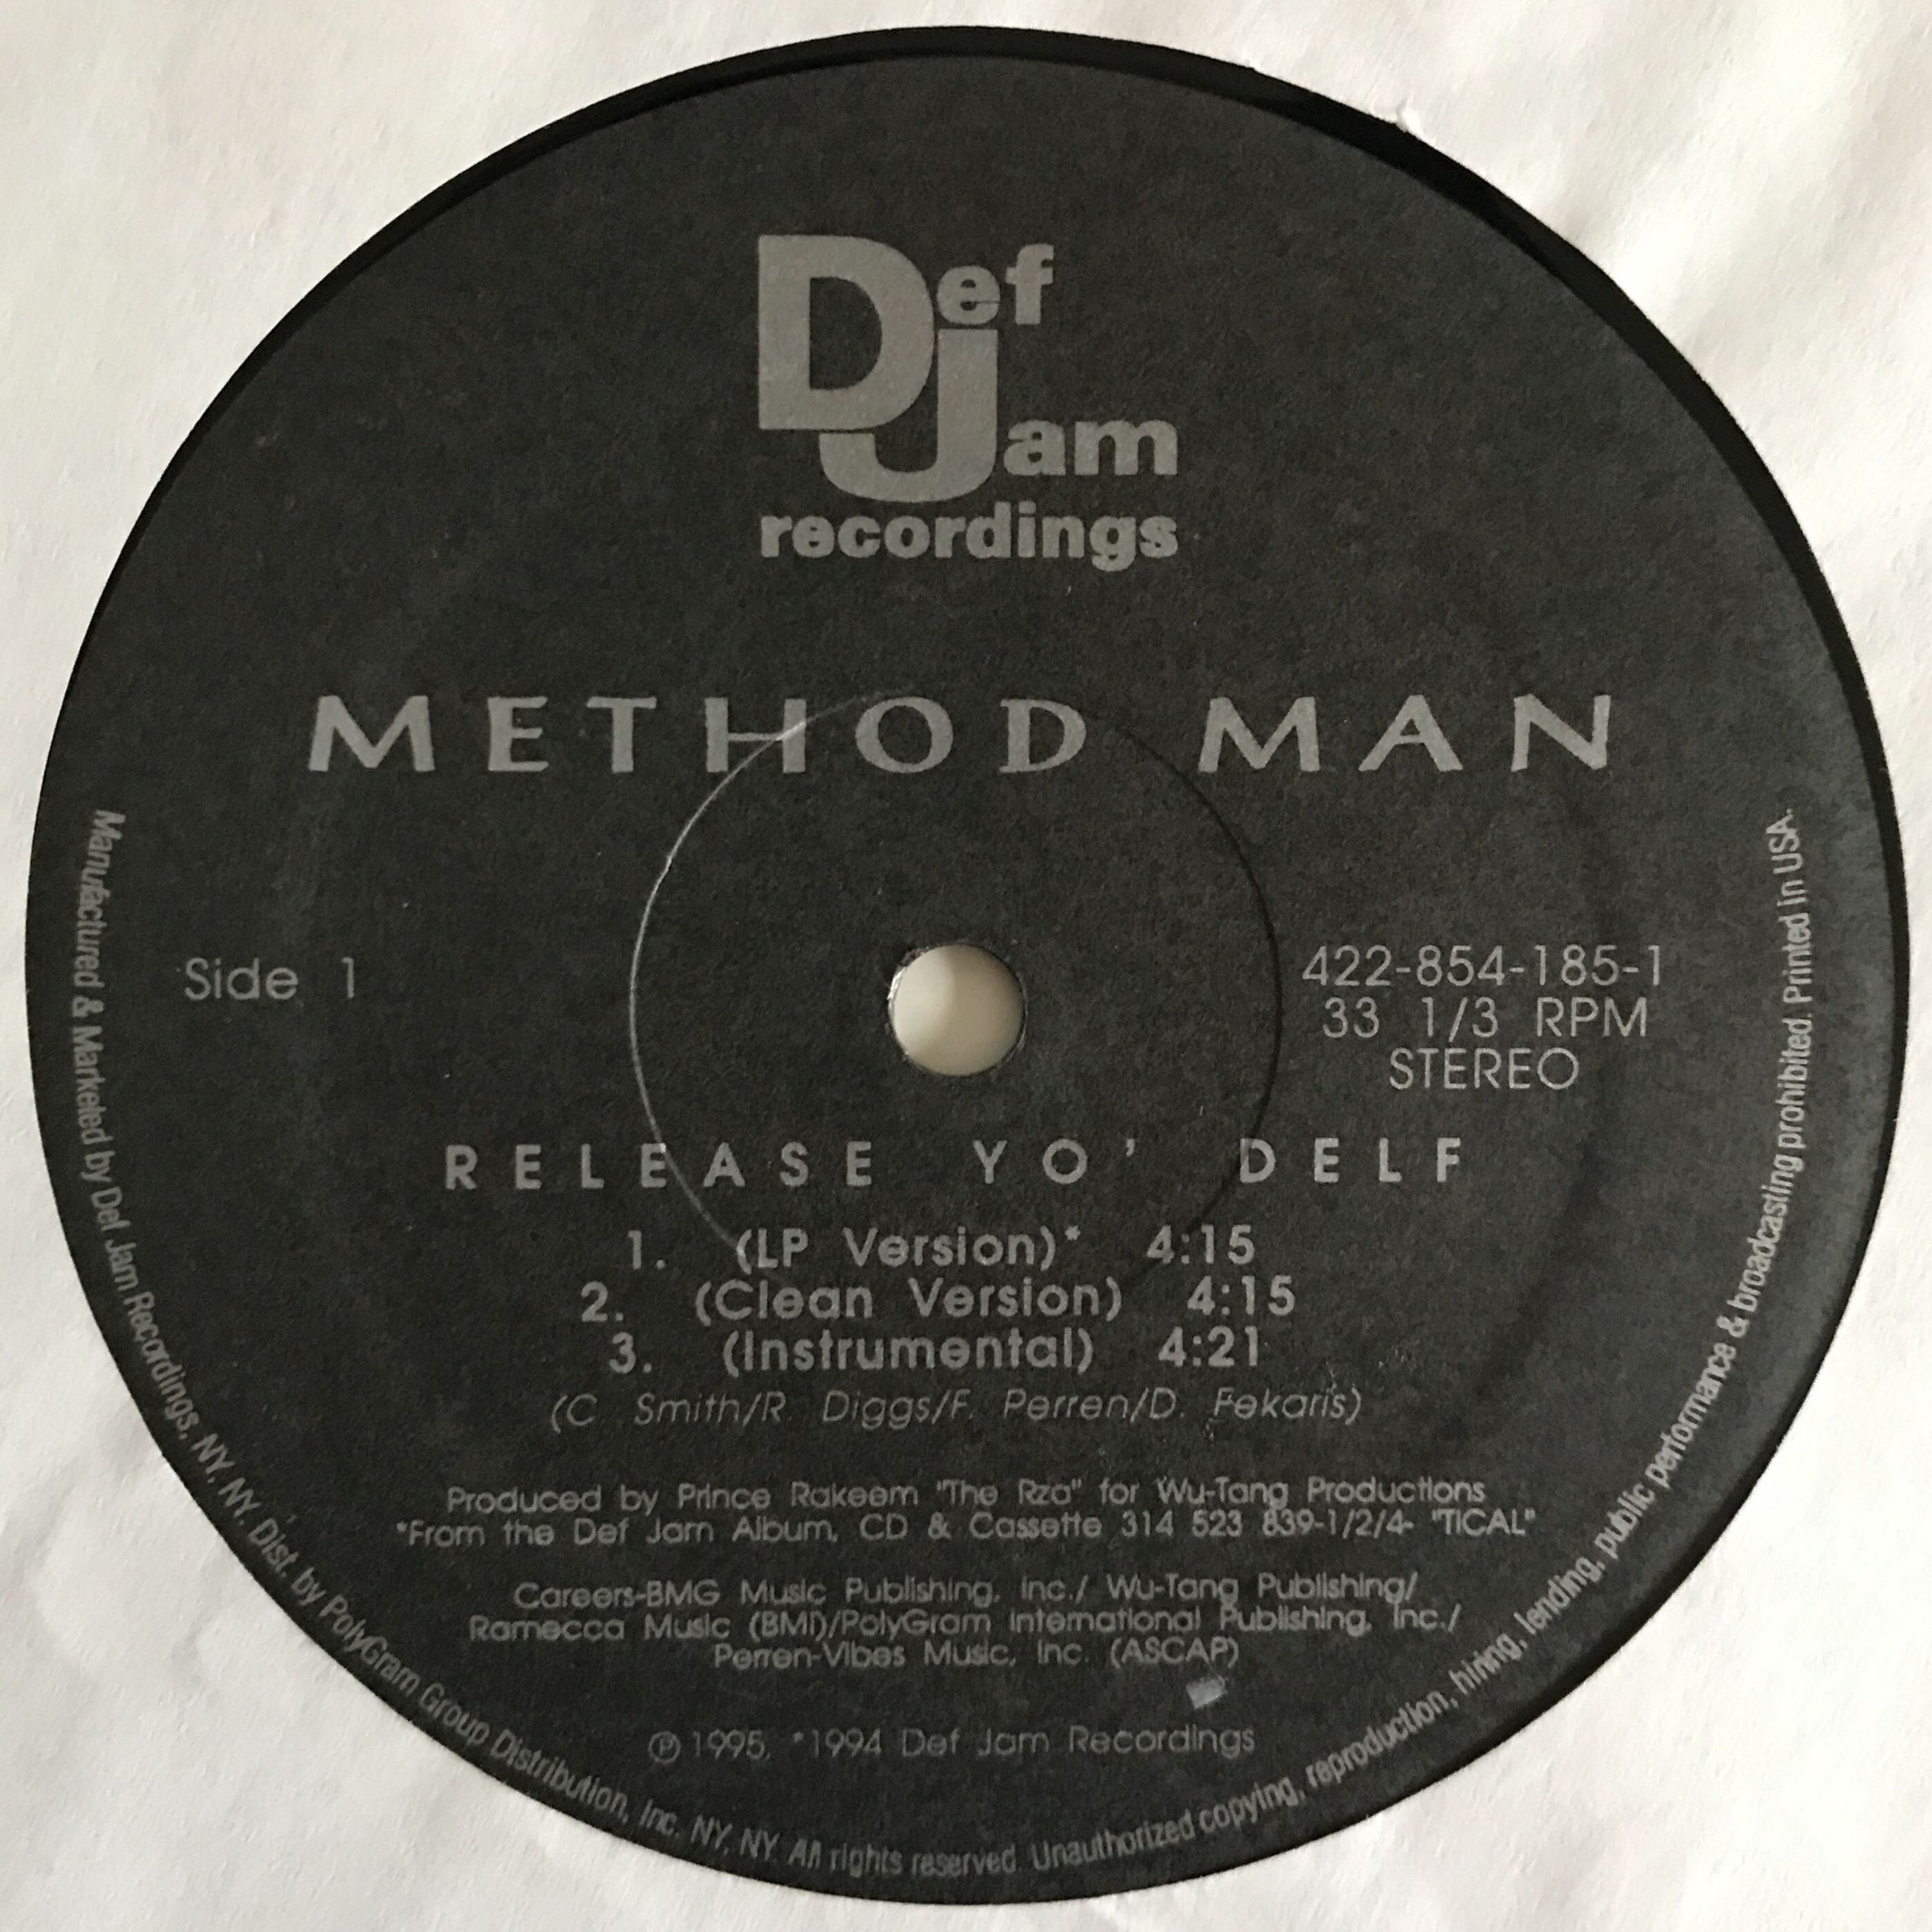 Def
Jam
recordings
METHOD MAN
Side 1
422-854-185-1
33 1/3 RPM
STEREO
RELEASE YO' DELF
1. (LP Version)* 4:15
2. (Clean Version) 4:15
3. (Instrumental) 4:21
(C Smith/R. Diggs/F. Perren/D. Fekaris)
Produced by Prince Rakeem "The Rza" for Wu-Tang Productions
*From the Def Jam Album, CD & Cassette 314 523 839-1/2/4- "TICAL"
Careers-BMG Music Publishing, Inc./ Wu-Tang Publishing/
Ramecca Music (BMI)/PolyGram International Publishing, Inc./
Perren-Vibes Music, Inc. (ASCAP)
℗ 1995, *1994 Def Jam Recordings
Manufactured & Marketed by Def Jam Recordings, NY, NY. Dist. by PolyGram Group Distribution, Inc. NY, NY. All rights reserved. Unauthorized copying, reproduction, hiring, lending, public performance & broadcasting prohibited. Printed in USA.